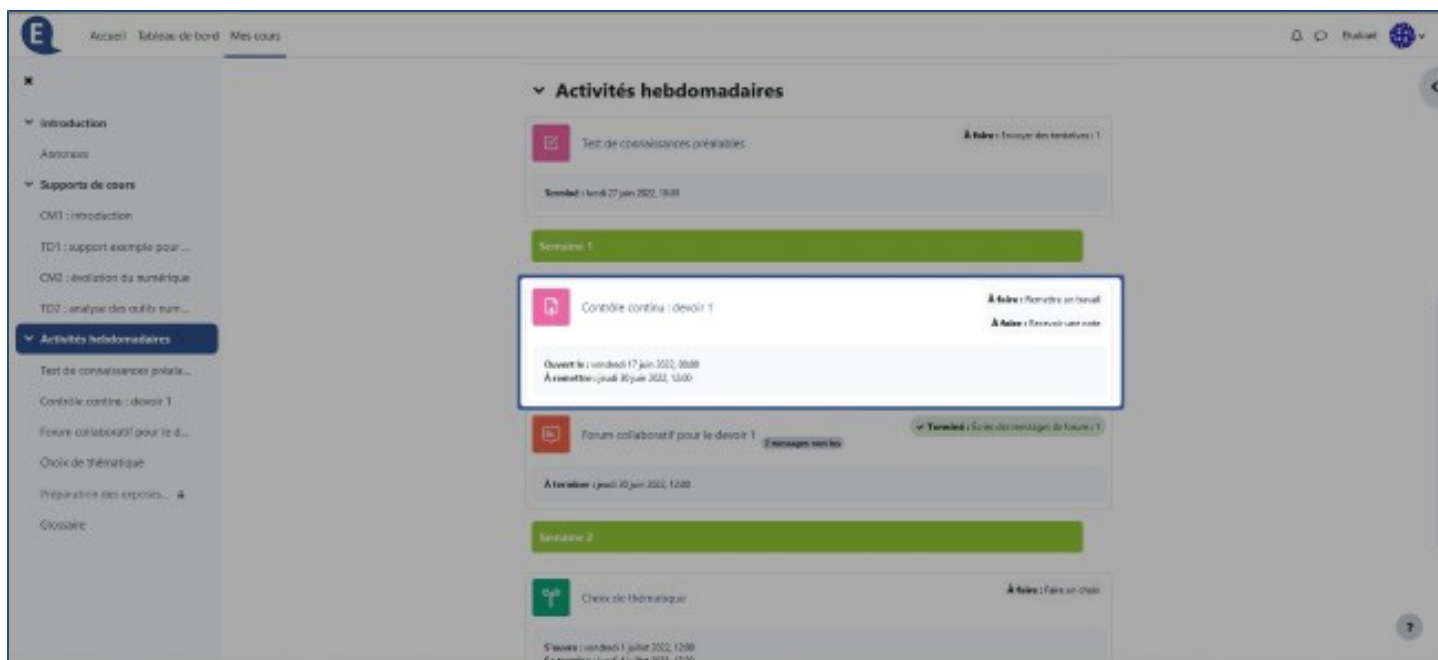 E
Accueil Tableau de bord Mes cours
Introduction
Annonces
Supports de cours
CM1 : introduction
TD1 : support exemple pour ...
CM2 : évolution du numérique
TD2 : analyse des outils num...
Activités hebdomadaires
Test de connaissances préala...
Contrôle continu : devoir 1
Forum collaboratif pour le d...
Choix de thématique
Préparation des exposés...
Glossaire
Activités hebdomadaires
Test de connaissances préalables
À faire : Envoyer des tentatives : 1
Terminé : lundi 27 juin 2022,
Semaine 1
Contrôle continu : devoir 1
À faire : Remettre un travail
À faire : Recevoir une note
Ouvert le : vendredi 17 juin 2022, 00:00
À remettre : jeudi 30 juin 2022, 12:00
Forum collaboratif pour le devoir 1
2 messages non lus
Terminé : Écrire des messages de forum : 1
À terminer : jeudi 30 juin 2022, 12:00
Semaine 2
Choix de thématique
À faire : Faire un choix
S'ouvre : vendredi 1 juillet 2022, 12:00
?